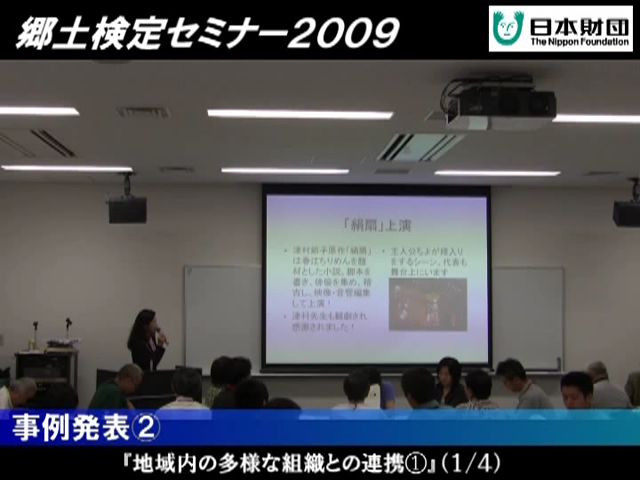 郷土検定セミナー2009
日本財団
The Nippon Foundation
「絹扇」上演
• 津村節子原作「絹扇」
は春江ちりめんを題
材とした小説。脚本を
書き、俳優を集め、稽
古し、映像・音響編集
して上演！
• 津村先生も観劇され
感激されました！
• 主人公ちよが嫁入り
をするシーン。代表も
舞台上にいます
事例発表②
『地域内の多様な組織との連携①』(1/4)